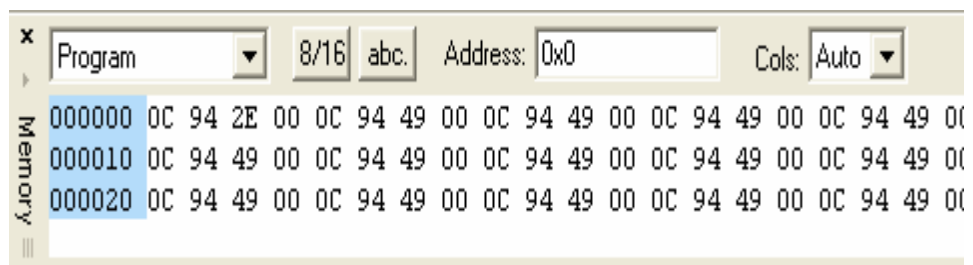 Program 8/16 abc. Address: 0x0 Cols: Auto
Memory
000000 0C 94 2E 00 0C 94 49 00 0C 94 49 00 0C 94 49 00 0C 94 49 00
000010 0C 94 49 00 0C 94 49 00 0C 94 49 00 0C 94 49 00 0C 94 49 00
000020 0C 94 49 00 0C 94 49 00 0C 94 49 00 0C 94 49 00 0C 94 49 00